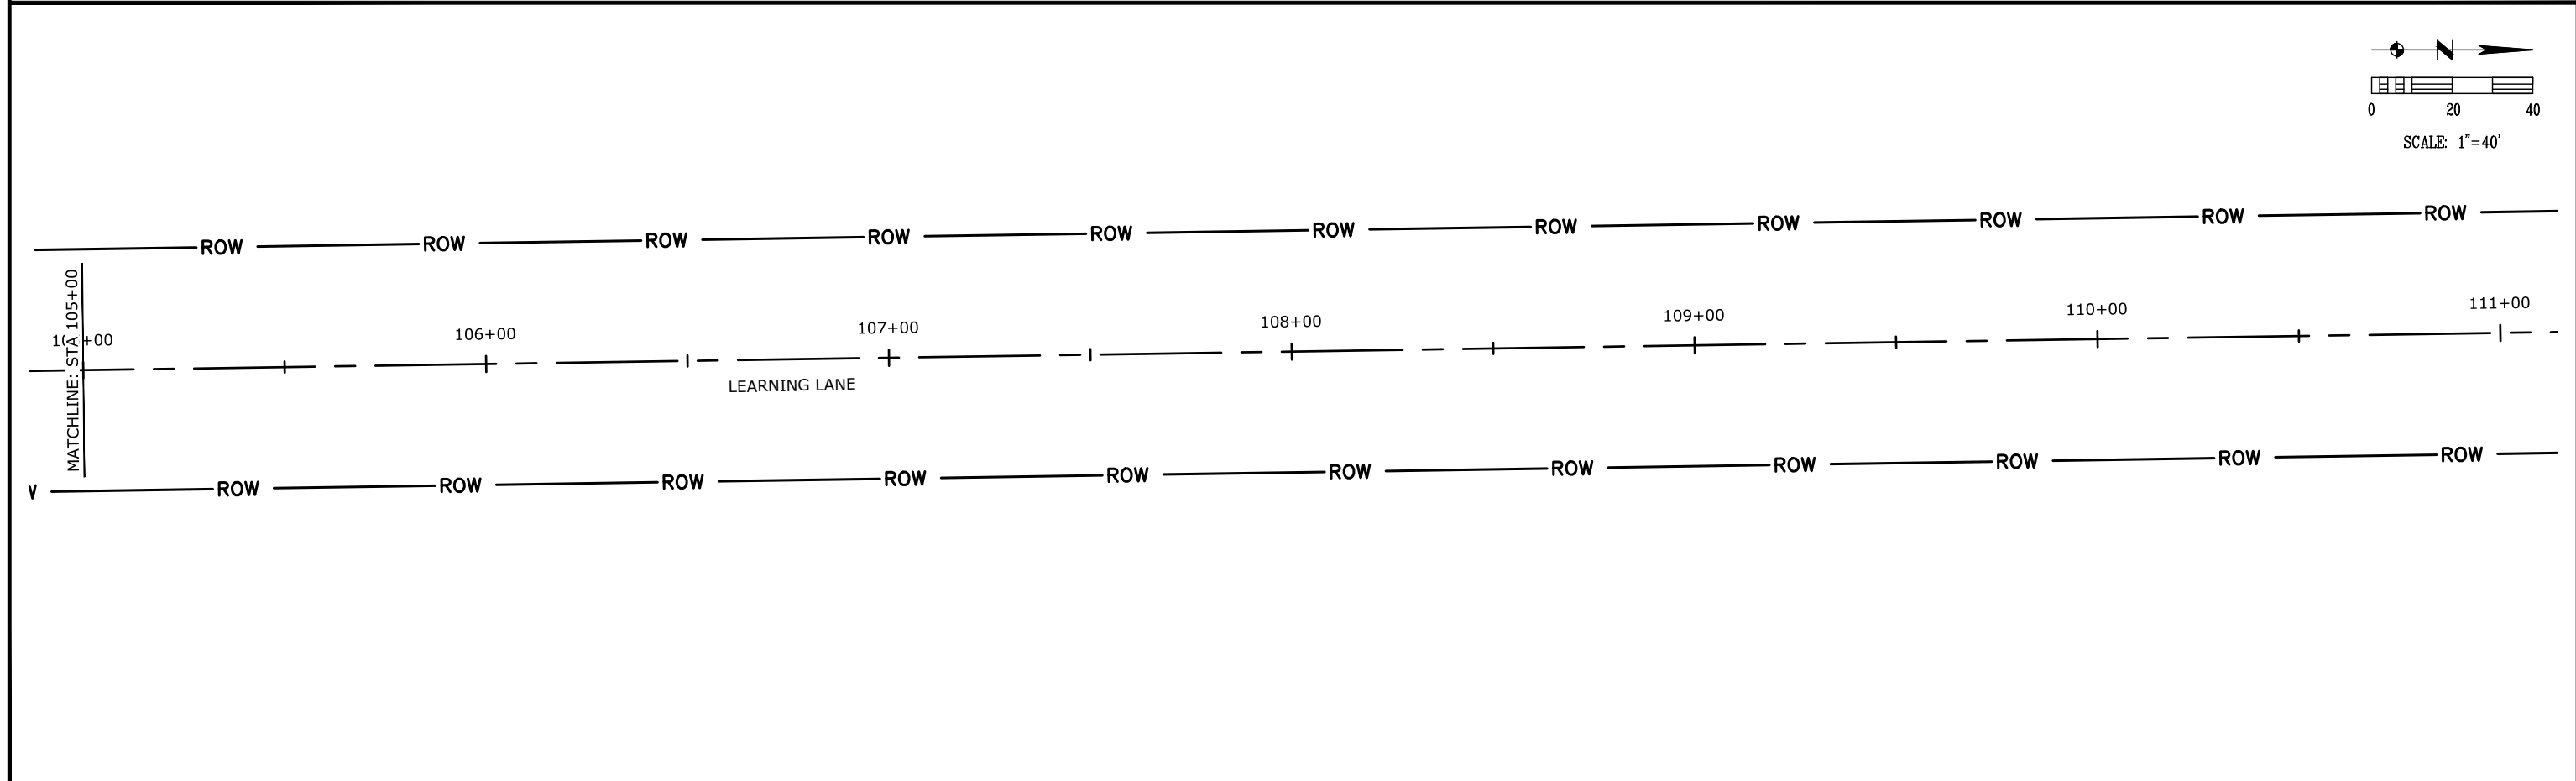 N
0 20 40
SCALE: 1"=40'
ROW ROW ROW ROW ROW ROW ROW ROW ROW ROW ROW
MATCHLINE: STA 105+00
106+00 107+00 108+00 109+00 110+00 111+00
LEARNING LANE
ROW ROW ROW ROW ROW ROW ROW ROW ROW ROW ROW